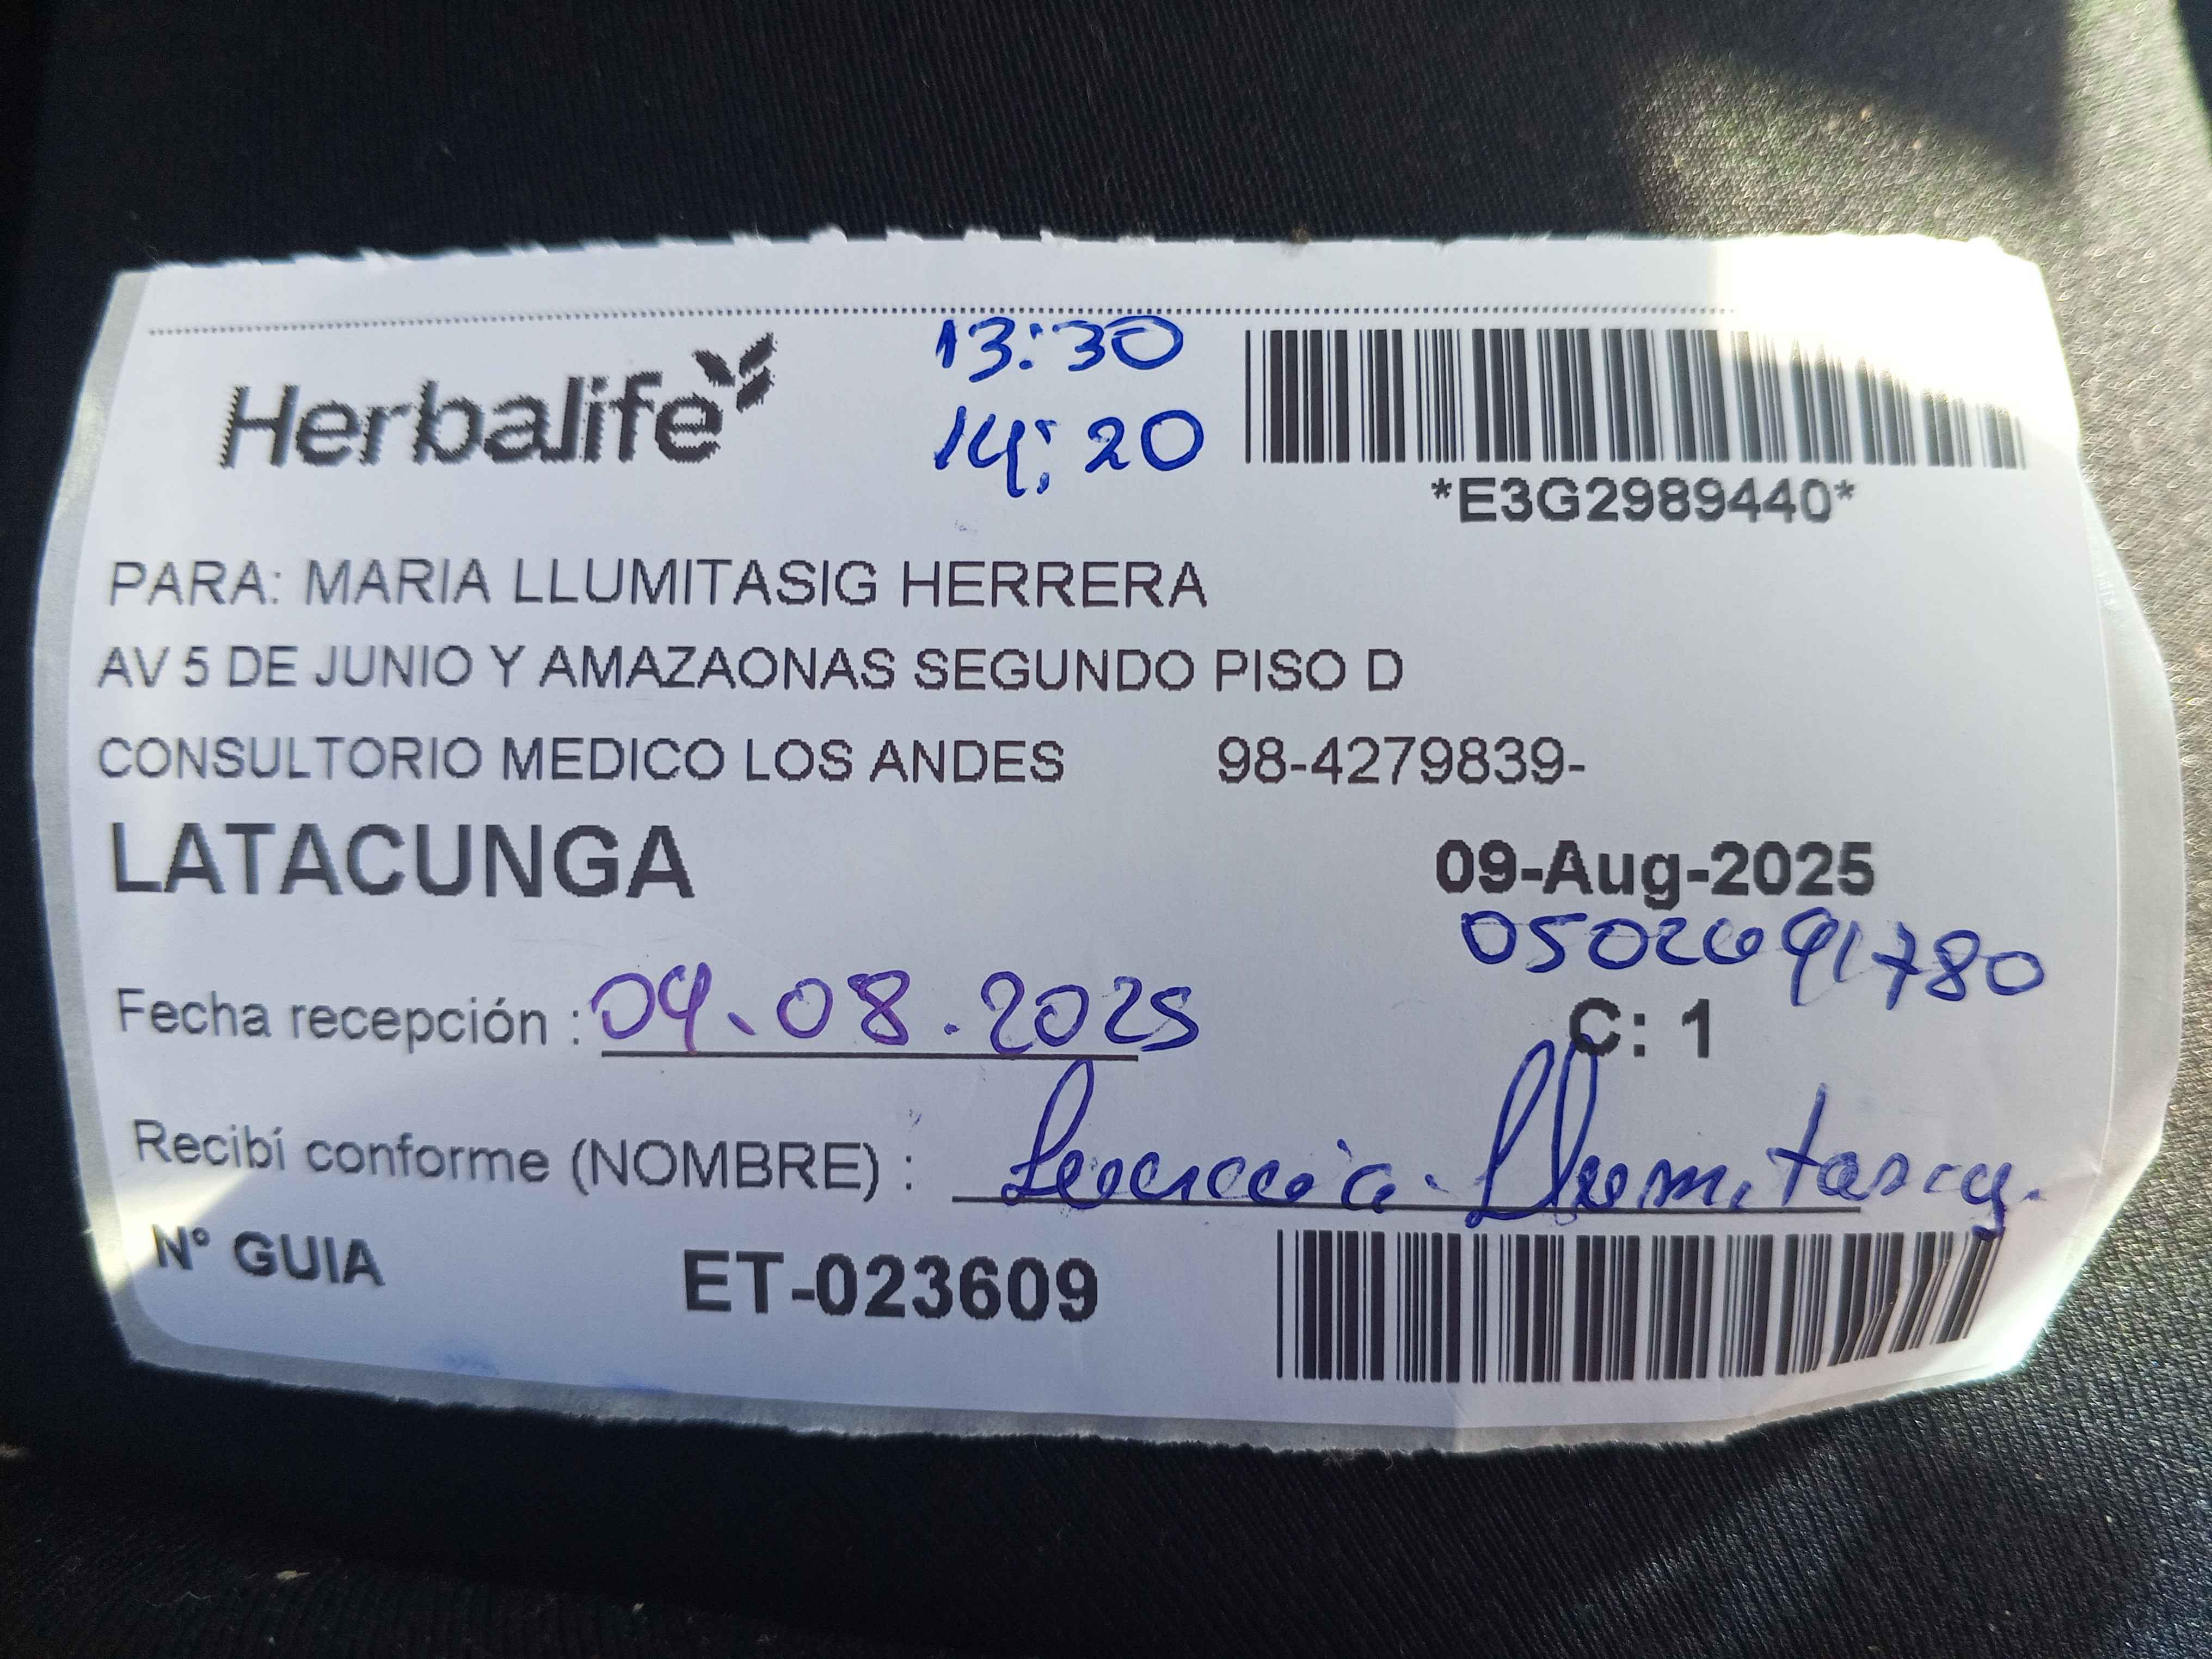 Herbalife
13:30
14:20
*E3G2989440*
PARA: MARIA LLUMITASIG HERRERA
AV 5 DE JUNIO Y AMAZAONAS SEGUNDO PISO D
CONSULTORIO MEDICO LOS ANDES 98-4279839-
LATACUNGA
09-Aug-2025
0502691780
Fecha recepción : 09.08.2025
C: 1
Recibí conforme (NOMBRE) : Llumitasig.
N° GUIA ET-023609